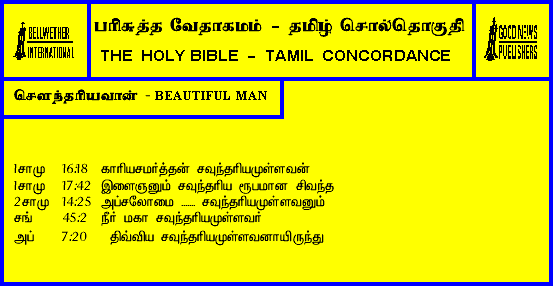 BELLWETHER
INTERNATIONAL
பரிசுத்த வேதாகமம் - தமிழ் சொல்தொகுதி
THE HOLY BIBLE - TAMIL CONCORDANCE
GOOD NEWS
PUBLISHERS
சௌந்தரியவான் - BEAUTIFUL MAN
1சாமு 16:18 காரியசமர்த்தன் சவுந்தரியமுள்ளவன்
1சாமு 17:42 இளைஞனும் சவுந்தரிய ரூபமான சிவந்த
2சாமு 14:25 அப்சலோமை ....... சவுந்தரியமுள்ளவனும்
சங் 45:2 நீர் மகா சவுந்தரியமுள்ளவர்
அப் 7:20 திவ்விய சவுந்தரியமுள்ளவனாயிருந்து